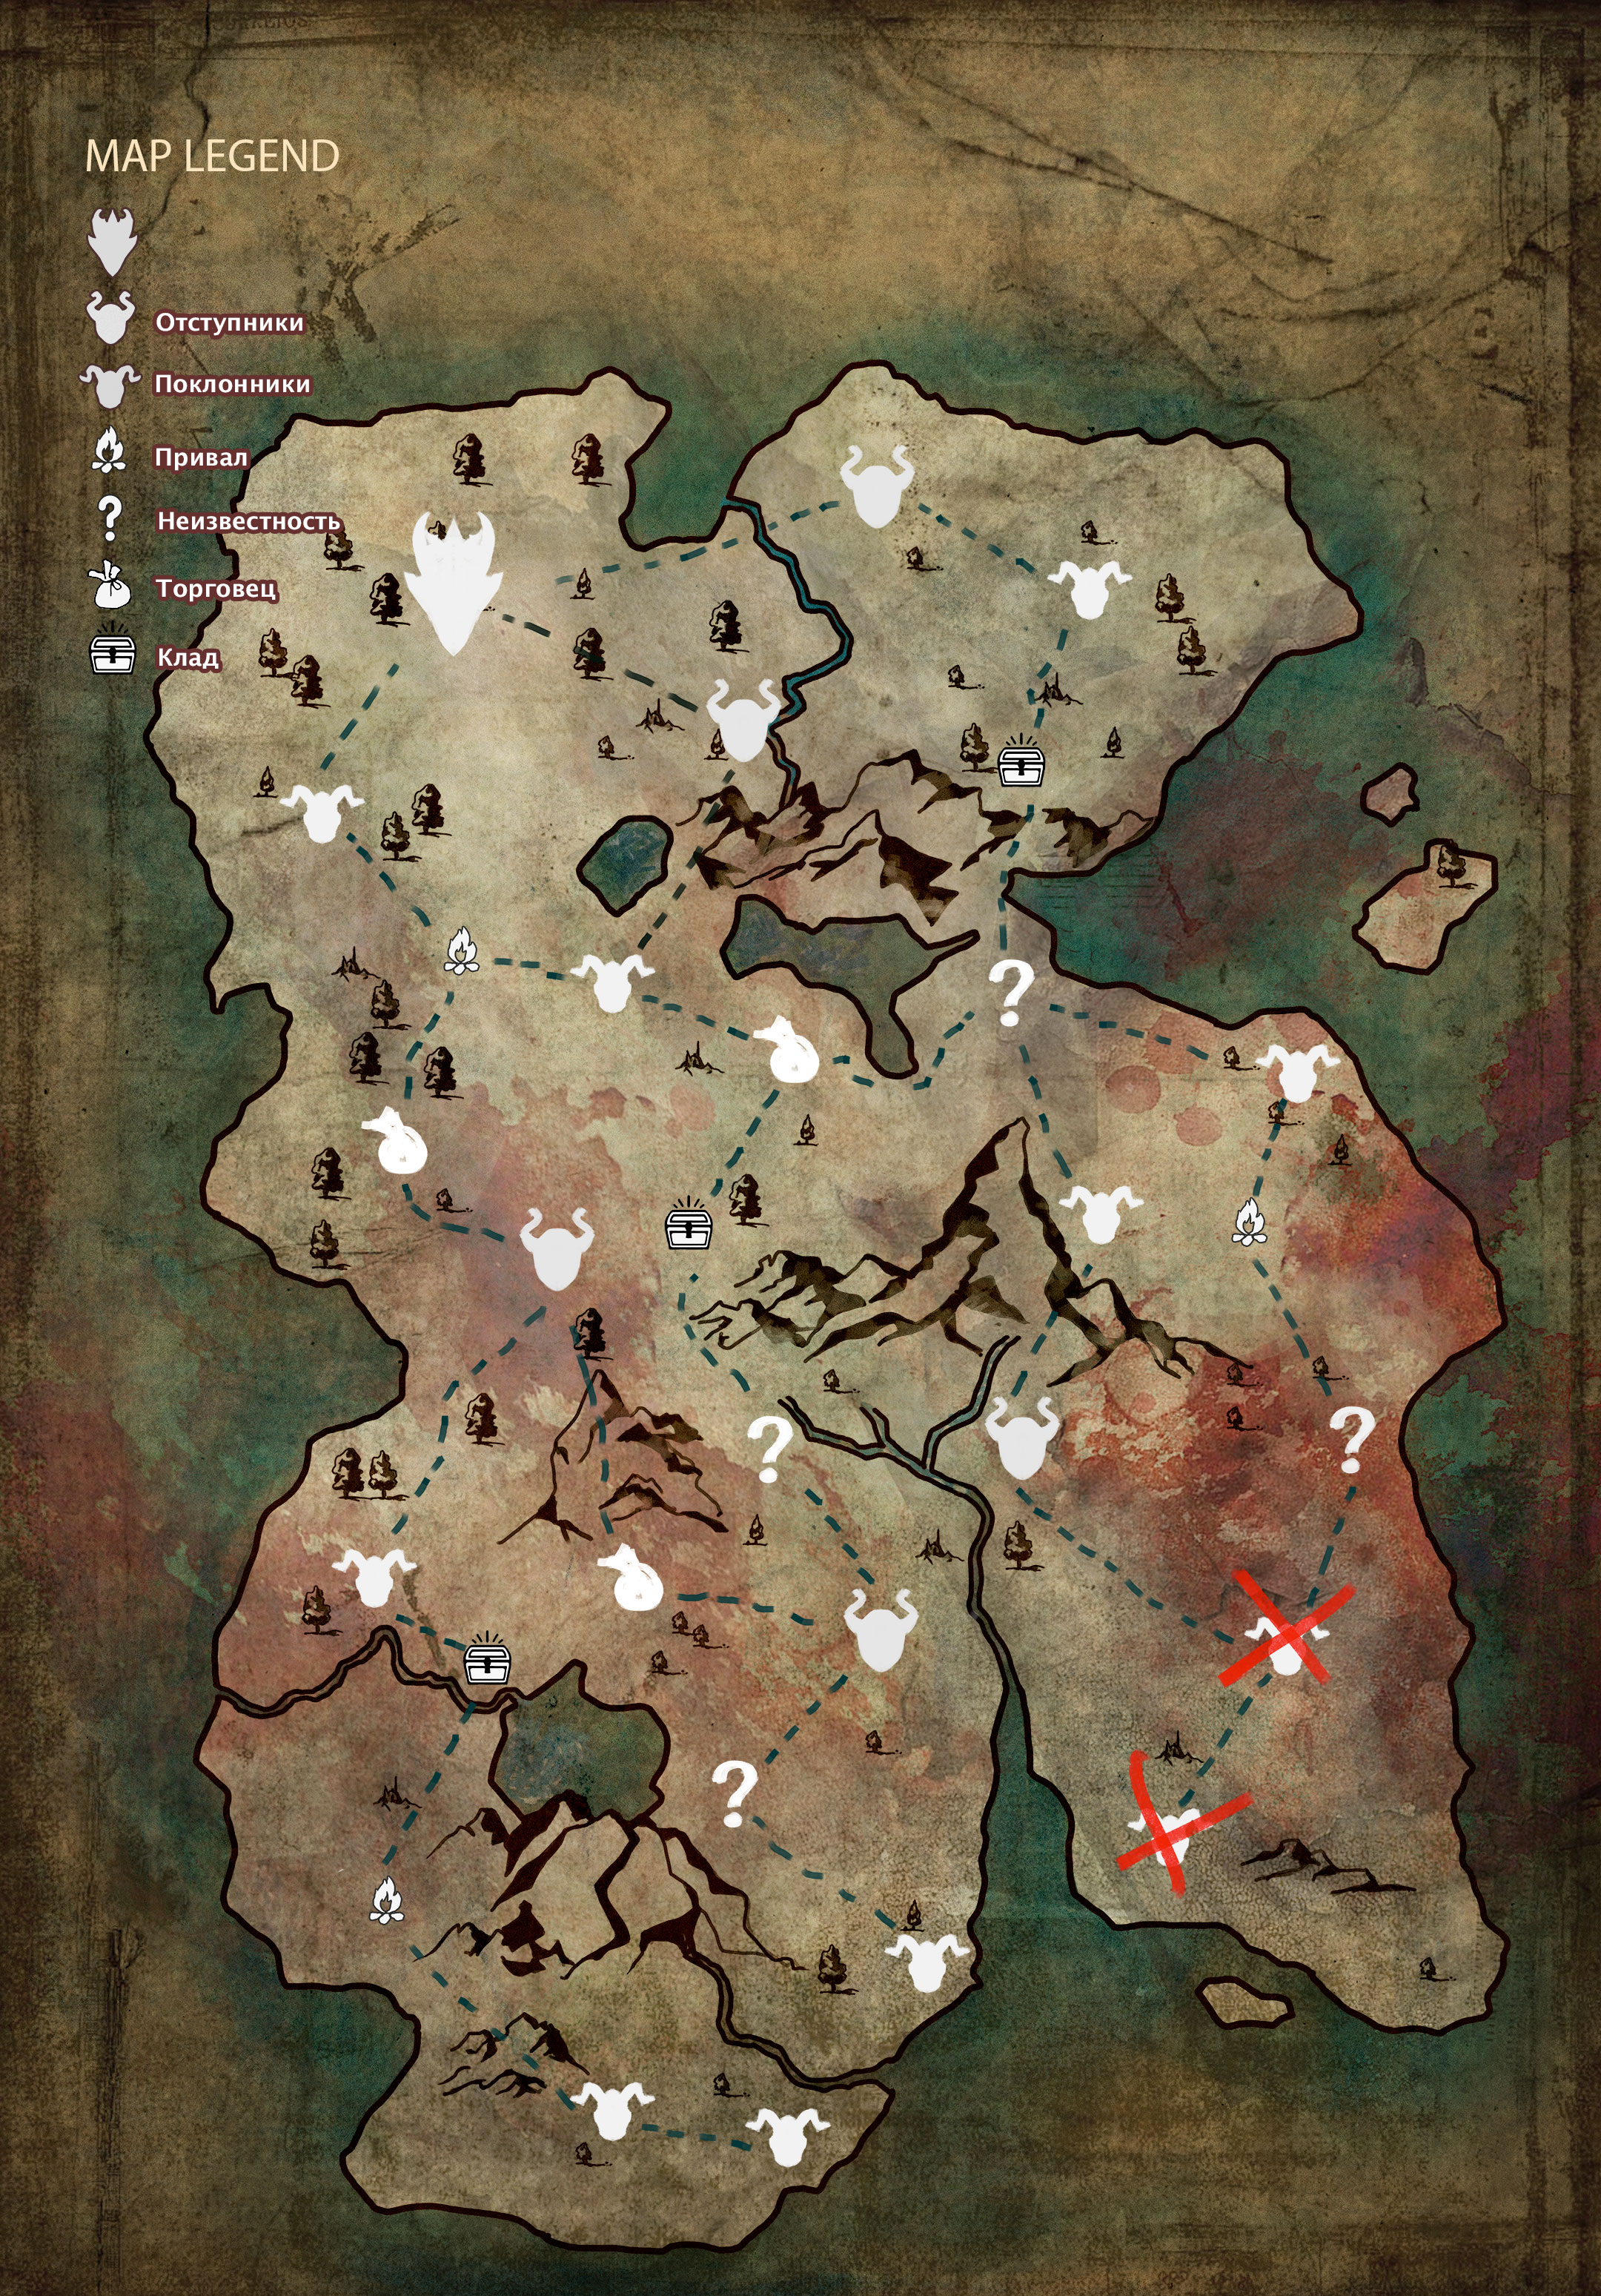 MAP LEGEND
Отступники
Поклонники
Привал
Неизвестность
Торговец
Клад